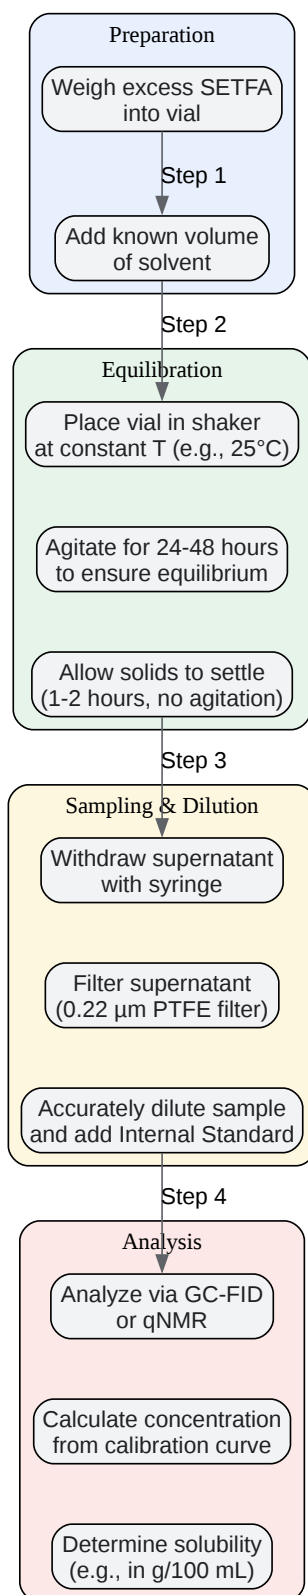 Preparation
Weigh excess SETFA
into vial
Step 1
Add known volume
of solvent
Step 2
Equilibration
Place vial in shaker
at constant T (e.g., 25°C)
Agitate for 24-48 hours
to ensure equilibrium
Allow solids to settle
(1-2 hours, no agitation)
Step 3
Sampling & Dilution
Withdraw supernatant
with syringe
Filter supernatant
(0.22 µm PTFE filter)
Accurately dilute sample
and add Internal Standard
Step 4
Analysis
Analyze via GC-FID
or qNMR
Calculate concentration
from calibration curve
Determine solubility
(e.g., in g/100 mL)